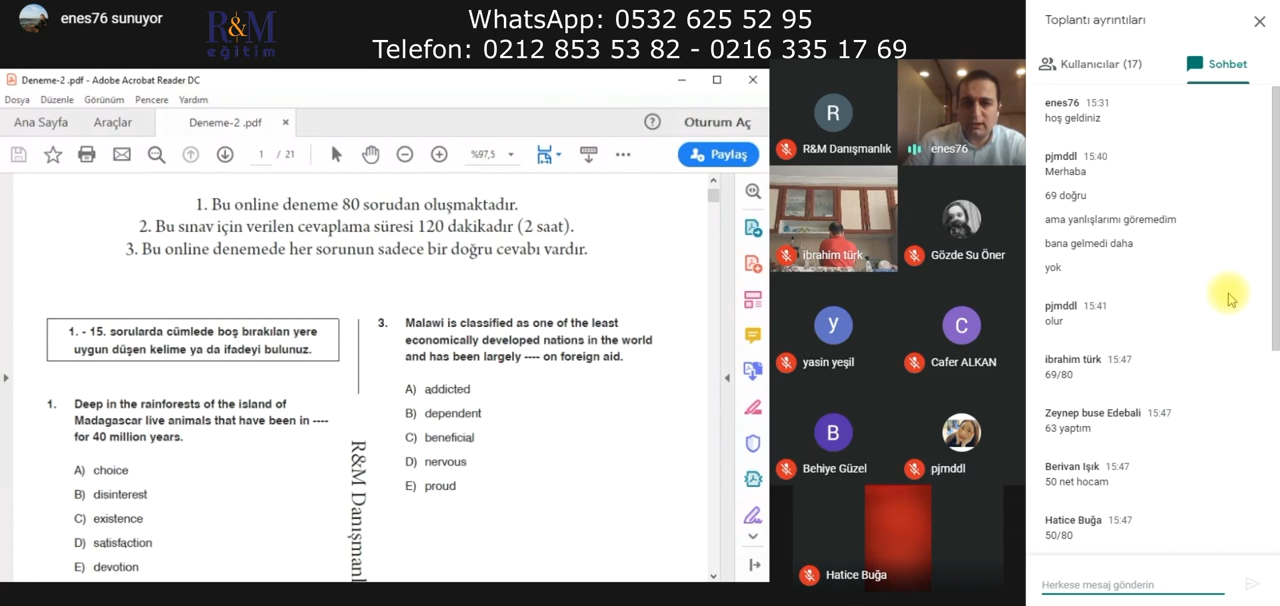 enes76 sunuyor
R&M
eğitim
WhatsApp: 0532 625 52 95
Telefon: 0212 853 53 82 - 0216 335 17 69
Deneme-2 .pdf - Adobe Acrobat Reader DC
Dosya Düzenle Görünüm Pencere Yardım
Ana Sayfa Araçlar Deneme-2 .pdf × Oturum Aç
1 / 21 %97,5 Paylaş
1. Bu online deneme 80 sorudan oluşmaktadır.
2. Bu sınav için verilen cevaplama süresi 120 dakikadır (2 saat).
3. Bu online denemede her sorunun sadece bir doğru cevabı vardır.
1. - 15. sorularda cümlede boş bırakılan yere
uygun düşen kelime ya da ifadeyi bulunuz.
1. Deep in the rainforests of the island of
Madagascar live animals that have been in ----
for 40 million years.
A) choice
B) disinterest
C) existence
D) satisfaction
E) devotion
R&M Danışmanl
3. Malawi is classified as one of the least
economically developed nations in the world
and has been largely ---- on foreign aid.
A) addicted
B) dependent
C) beneficial
D) nervous
E) proud
R
R&M Danışmanlık
enes76
ibrahim türk
Gözde Su Öner
y
yasin yeşil
C
Cafer ALKAN
B
Behiye Güzel
pjmddl
Hatice Buğa
Toplantı ayrıntıları
Kullanıcılar (17) Sohbet
enes76 15:31
hoş geldiniz
pjmddl 15:40
Merhaba
69 doğru
ama yanlışlarımı göremedim
bana gelmedi daha
yok
pjmddl 15:41
olur
ibrahim türk 15:47
69/80
Zeynep buse Edebali 15:47
63 yaptım
Berivan Işık 15:47
50 net hocam
Hatice Buğa 15:47
50/80
Herkese mesaj gönderin